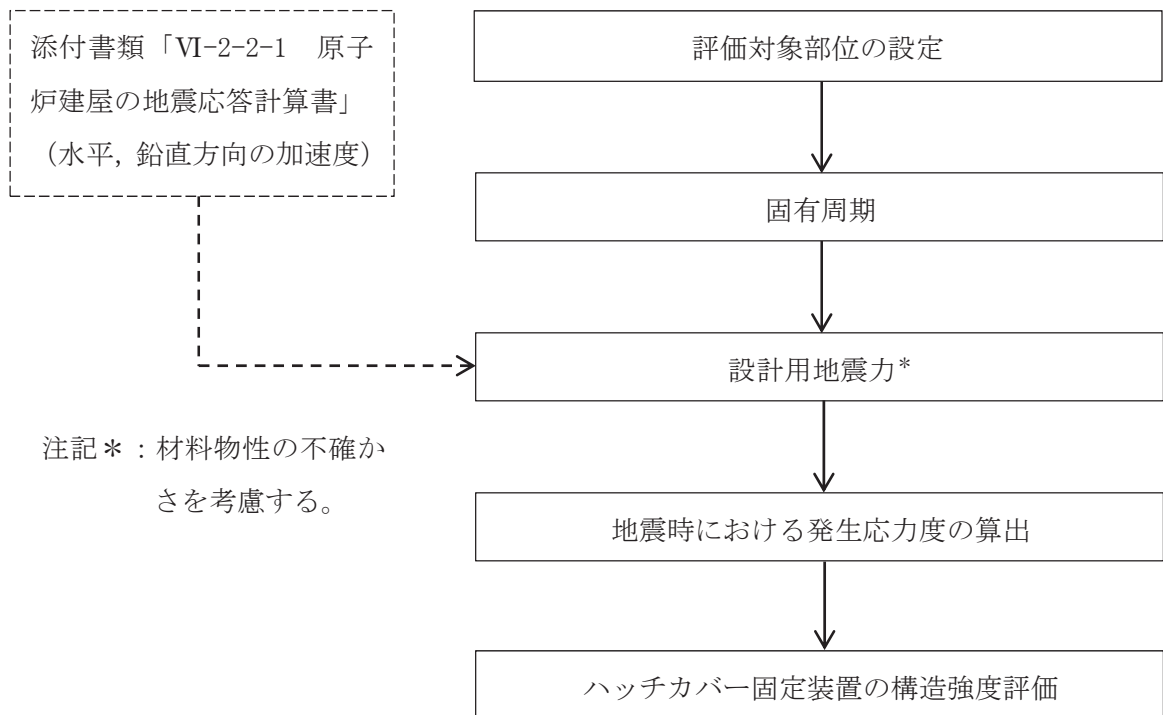 添付書類「Ⅵ-2-2-1 原子
炉建屋の地震応答計算書」
(水平,鉛直方向の加速度)
評価対象部位の設定
固有周期
設計用地震力*
注記*:材料物性の不確か
さを考慮する。
地震時における発生応力度の算出
ハッチカバー固定装置の構造強度評価